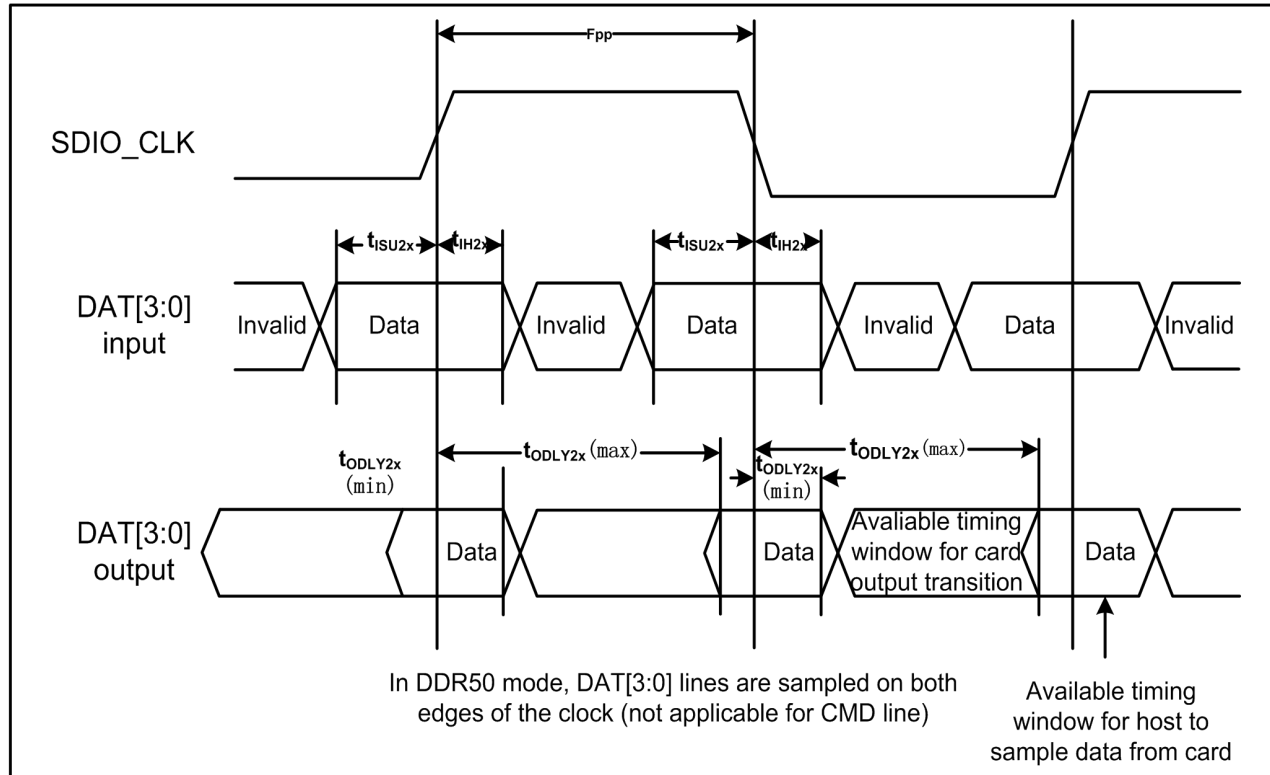 Fpp
SDIO_CLK
tISU2x
tIH2x
tISU2x
tIH2x
DAT[3:0]
input
Invalid
Data
Invalid
Data
Invalid
Data
Invalid
tODLY2x
(min)
tODLY2x (max)
tODLY2x (max)
tODLY2x
(min)
DAT[3:0]
output
Data
Data
Avaliable timing
window for card
output transition
Data
In DDR50 mode, DAT[3:0] lines are sampled on both
edges of the clock (not applicable for CMD line)
Available timing
window for host to
sample data from card